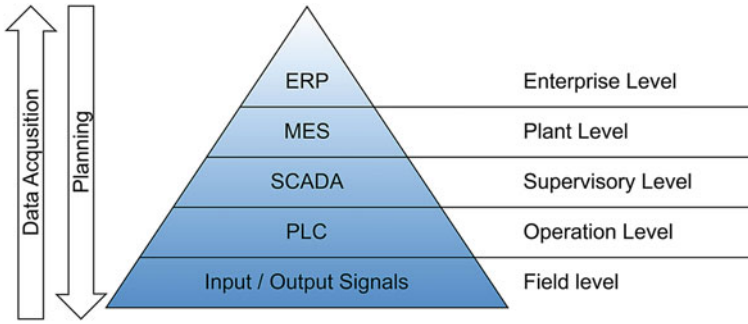 Data Acqusition
Planning
ERP
Enterprise Level
MES
Plant Level
SCADA
Supervisory Level
PLC
Operation Level
Input / Output Signals
Field level